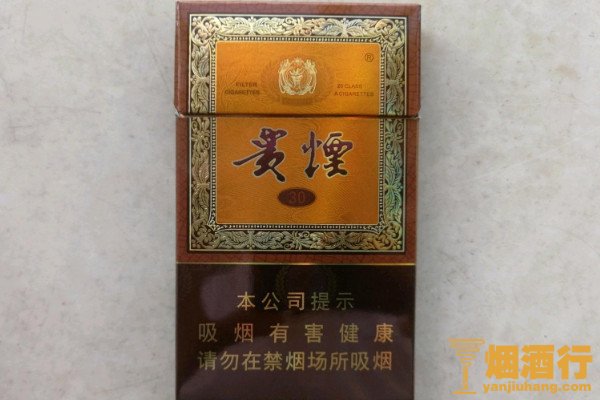 FILTER
CIGARETTES
®
20 CLASS
A CIGARETTES
贵煙
30
本公司提示
吸烟有害健康
请勿在禁烟场所吸烟
烟酒行
yanjiuhang.com